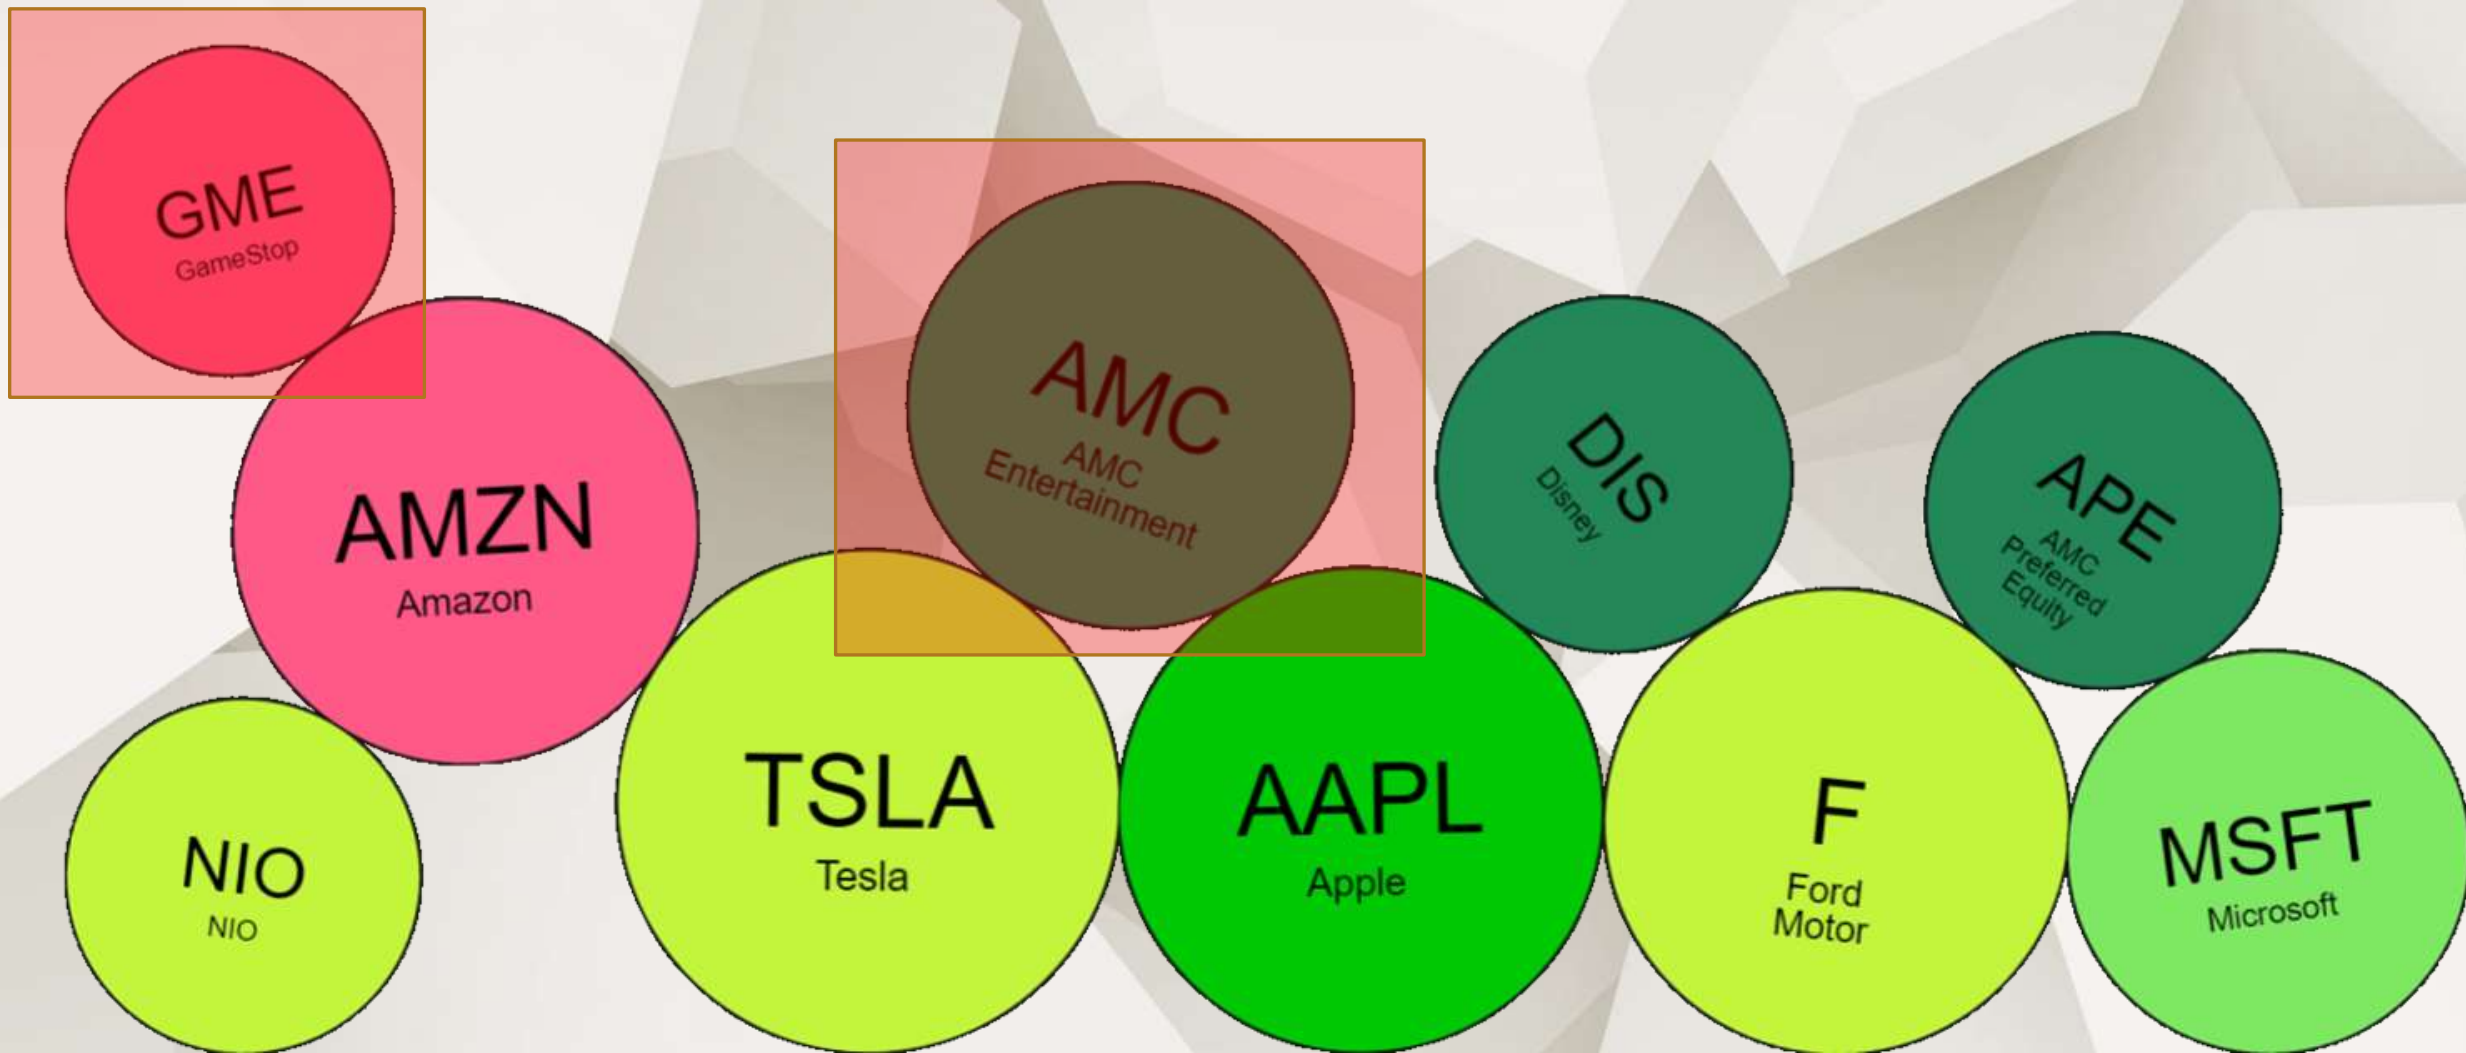 GME
GameStop
AMZN
Amazon
AMC
AMC
Entertainment
DIS
Disney
APE
AMC
Preferred
Equity
NIO
NIO
TSLA
Tesla
AAPL
Apple
F
Ford
Motor
MSFT
Microsoft